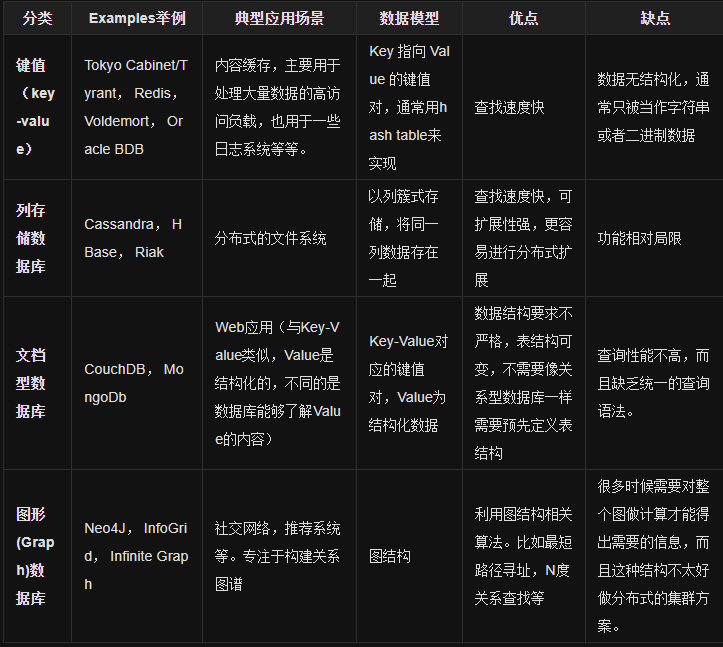 分类
Examples举例
典型应用场景
数据模型
优点
缺点
键值
（key
-valu
e）
Tokyo Cabinet/T
yrant， Redis，
Voldemort， Or
acle BDB
内容缓存，主要用于
处理大量数据的高访
问负载，也用于一些
日志系统等等。
Key 指向 Val
ue 的键值
对，通常用h
ash table来
实现
查找速度快
数据无结构化，通
常只被当作字符串
或者二进制数据
列存
储数
据库
Cassandra， H
Base， Riak
分布式的文件系统
以列簇式存
储，将同一
列数据存在
一起
查找速度快，可
扩展性强，更容
易进行分布式扩
展
功能相对局限
文档
型数
据库
CouchDB， Mo
ngoDb
Web应用（与Key-V
alue类似，Value是
结构化的，不同的是
数据库能够了解Valu
e的内容）
Key-Value对
应的键值
对，Value为
结构化数据
数据结构要求不
严格，表结构可
变，不需要像关
系型数据库一样
需要预先定义表
结构
查询性能不高，而
且缺乏统一的查询
语法。
图形
(Grap
h)数
据库
Neo4J， InfoGri
d， Infinite Grap
h
社交网络，推荐系统
等。专注于构建关系
图谱
图结构
利用图结构相关
算法。比如最短
路径寻址，N度
关系查找等
很多时候需要对整
个图做计算才能得
出需要的信息，而
且这种结构不太好
做分布式的集群方
案。